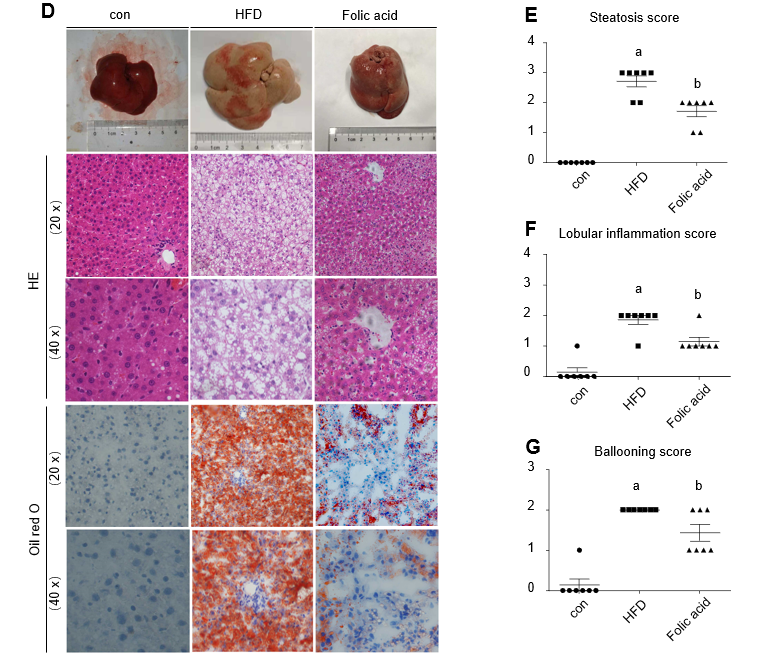 D
con HFD Folic acid
HE
(20 x)
(40 x)
Oil red O
(20 x)
(40 x)
E
Steatosis score
4
3
2
1
0
a
b
con HFD Folic acid
F
Lobular inflammation score
4
3
2
1
0
a
b
con HFD Folic acid
G
Ballooning score
3
2
1
0
a
b
con HFD Folic acid